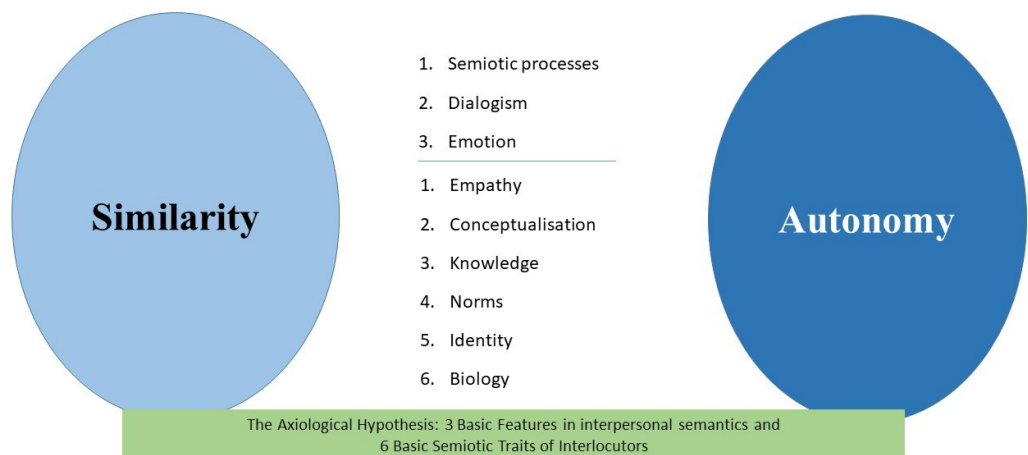 Similarity
1. Semiotic processes
2. Dialogism
3. Emotion
1. Empathy
2. Conceptualisation
3. Knowledge
4. Norms
5. Identity
6. Biology
Autonomy
The Axiological Hypothesis: 3 Basic Features in interpersonal semantics and
6 Basic Semiotic Traits of Interlocutors